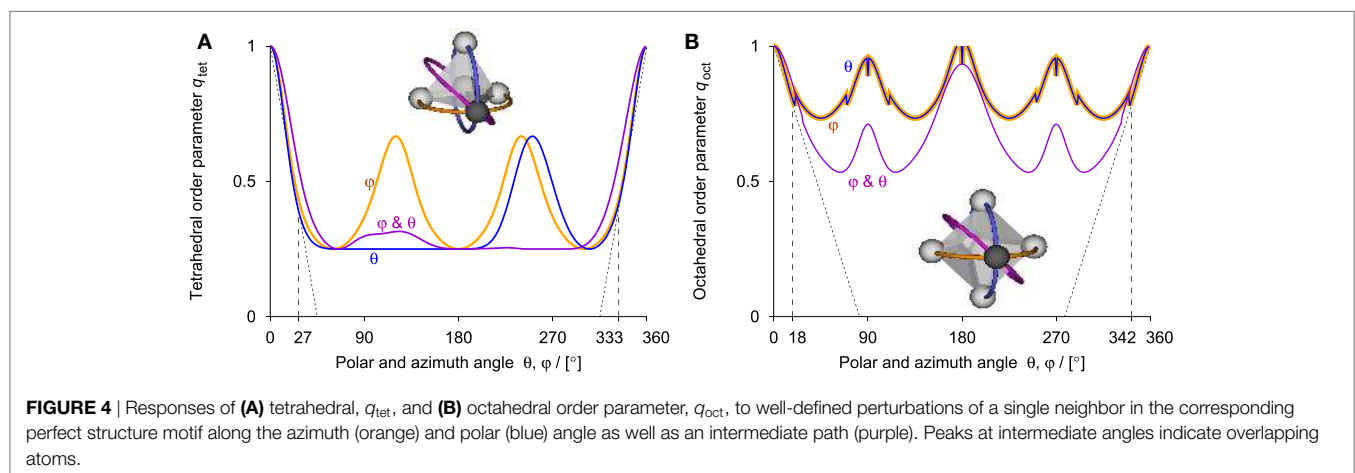 A
B
1
0.5
0
Tetrahedral order parameter qtet
φ
φ & θ
θ
0 27 90 180 270 333 360
Polar and azimuth angle θ, φ / [°]
1
0.5
0
Octahedral order parameter qoct
θ
φ
φ & θ
0 18 90 180 270 342 360
Polar and azimuth angle θ, φ / [°]
FIGURE 4 | Responses of (A) tetrahedral, qtet, and (B) octahedral order parameter, qoct, to well-defined perturbations of a single neighbor in the corresponding
perfect structure motif along the azimuth (orange) and polar (blue) angle as well as an intermediate path (purple). Peaks at intermediate angles indicate overlapping
atoms.